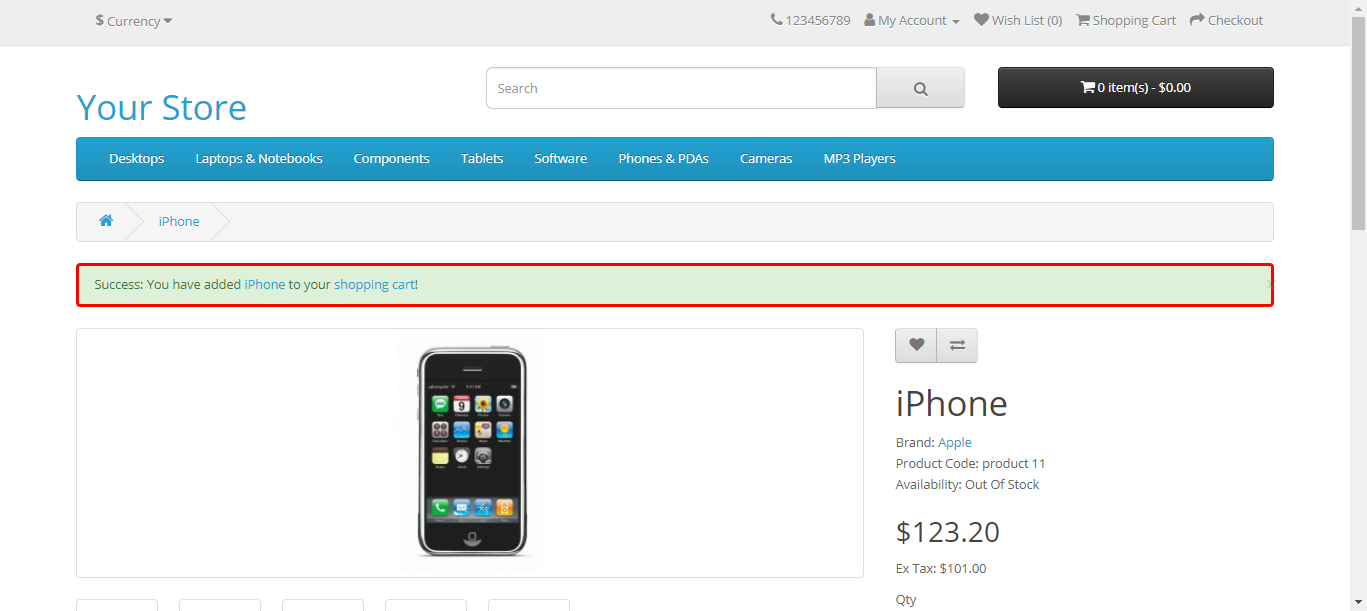 $ Currency
123456789 My Account Wish List (0) Shopping Cart Checkout
Your Store
Search
0 item(s) - $0.00
Desktops Laptops & Notebooks Components Tablets Software Phones & PDAs Cameras MP3 Players
iPhone
Success: You have added iPhone to your shopping cart!
×
iPhone
Brand: Apple
Product Code: product 11
Availability: Out Of Stock
$123.20
Ex Tax: $101.00
Qty